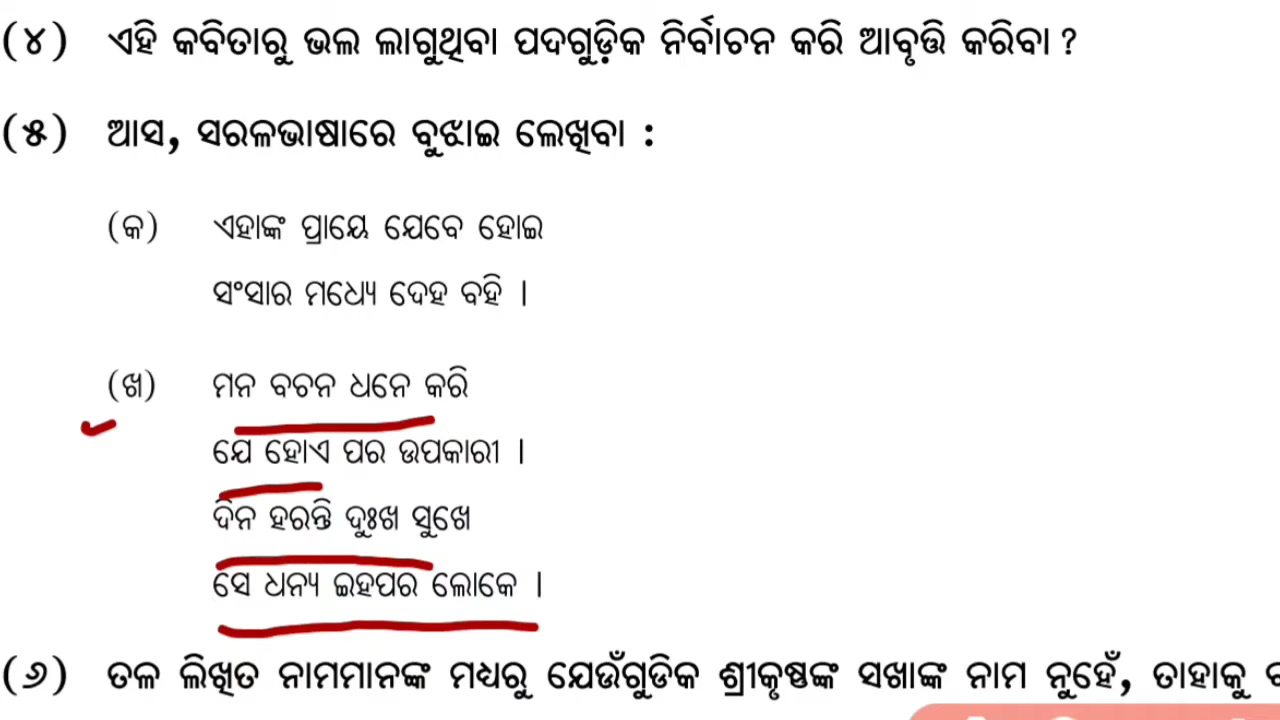 (୪) ଏହି କବିତାରୁ ଭଲ ଲାଗୁଥିବା ପଦଗୁଡ଼ିକ ନିର୍ବାଚନ କରି ଆବୃତ୍ତି କରିବା ?
(୫) ଆସ, ସରଳଭାଷାରେ ବୁଝାଇ ଲେଖିବା :
(କ) ଏହାଙ୍କ ପ୍ରାୟେ ଯେବେ ହୋଇ
ସଂସାର ମଧ୍ୟେ ଦେହ ବହି ।
(ଖ) ମନ ବଚନ ଧନେ କରି
ଯେ ହୋଏ ପର ଉପକାରୀ ।
ଦିନ ହରନ୍ତି ଦୁଃଖ ସୁଖେ
ସେ ଧନ୍ୟ ଇହପର ଲୋକେ ।
(୬) ତଳ ଲିଖିତ ନାମମାନଙ୍କ ମଧ୍ୟରୁ ଯେଉଁଗୁଡିକ ଶ୍ରୀକୃଷ୍ଣଙ୍କ ସଖାଙ୍କ ନାମ ନୁହେଁ, ତାହାକୁ